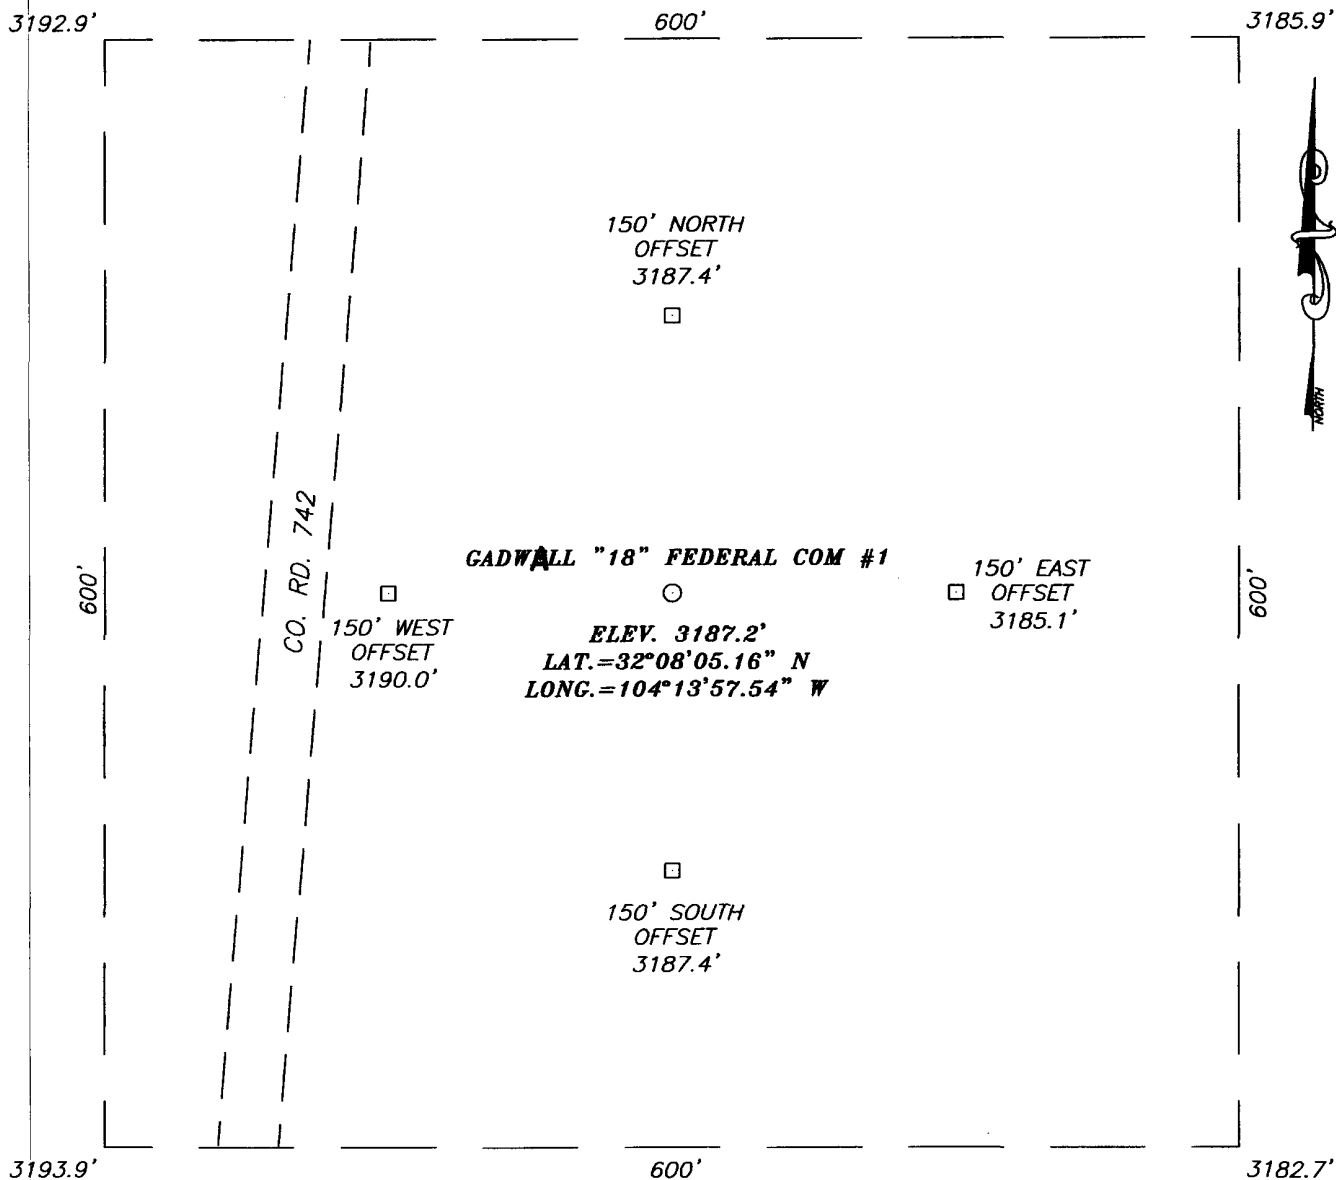 3192.9'
600'
3185.9'
150' NORTH
OFFSET
3187.4'
NORTH
600'
CO. RD. 742
GADWALL "18" FEDERAL COM #1
150' WEST
OFFSET
3190.0'
ELEV. 3187.2'
LAT.=32°08'05.16" N
LONG.=104°13'57.54" W
150' EAST
OFFSET
3185.1'
600'
150' SOUTH
OFFSET
3187.4'
3193.9'
600'
3182.7'